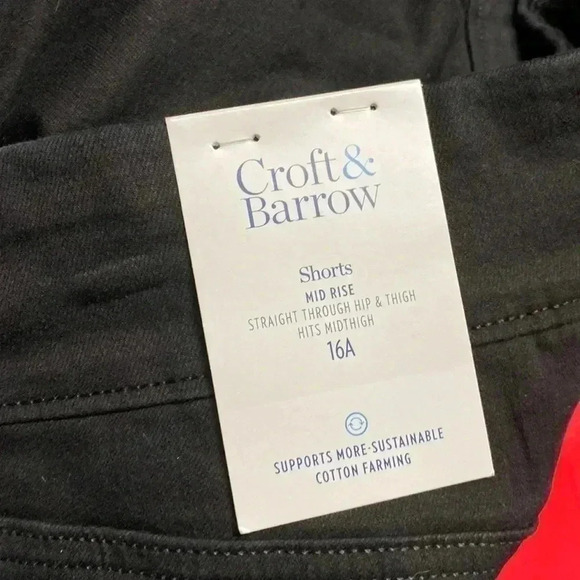 Croft&
Barrow
Shorts
MID RISE
STRAIGHT THROUGH HIP & THIGH
HITS MIDTHIGH
16A
SUPPORTS MORE-SUSTAINABLE
COTTON FARMING